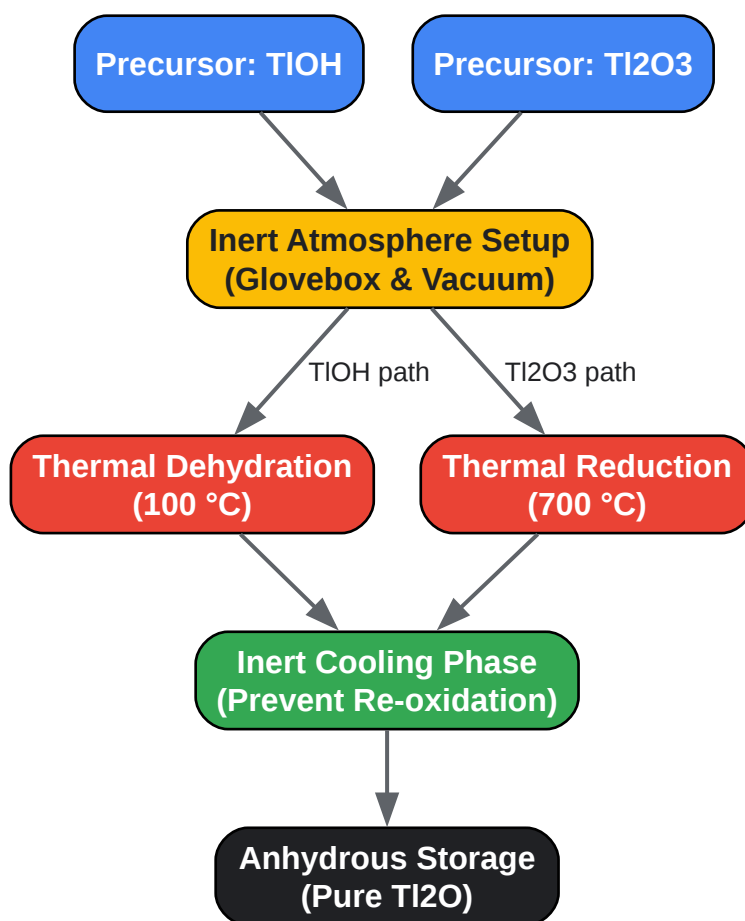 Precursor: TlOH
Precursor: Tl2O3
Inert Atmosphere Setup
(Glovebox & Vacuum)
TlOH path
Tl2O3 path
Thermal Dehydration
(100 °C)
Thermal Reduction
(700 °C)
Inert Cooling Phase
(Prevent Re-oxidation)
Anhydrous Storage
(Pure Tl2O)